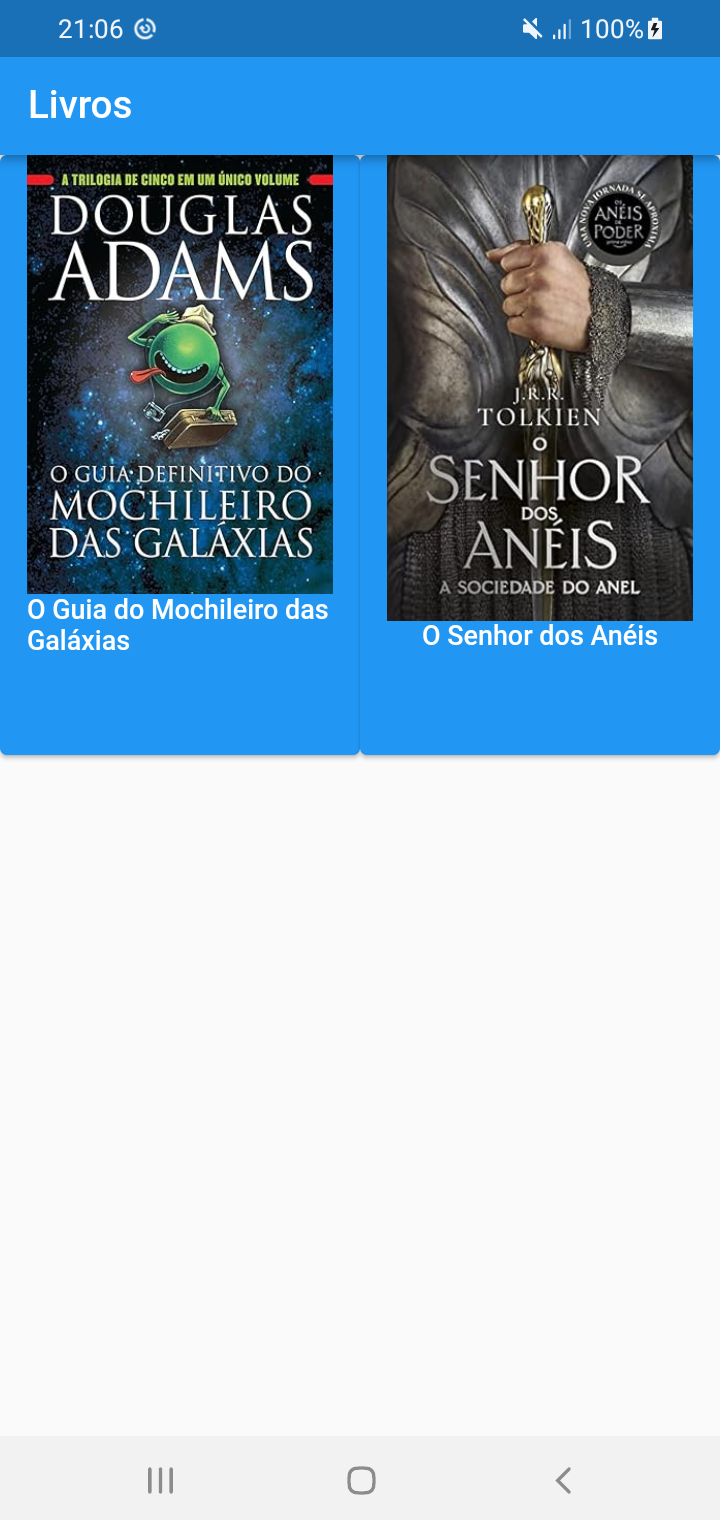 21:06
100%
Livros
A TRILOGIA DE CINCO EM UM ÚNICO VOLUME
DOUGLAS
ADAMS
O GUIA DEFINITIVO DO
MOCHILEIRO
DAS GALÁXIAS
O Guia do Mochileiro das
Galáxias
UMA NOVA JORNADA SE APROXIMA
OS
ANÉIS
DE
PODER
prime video
J.R.R.
TOLKIEN
O
SENHOR
DOS
ANÉIS
A SOCIEDADE DO ANEL
O Senhor dos Anéis